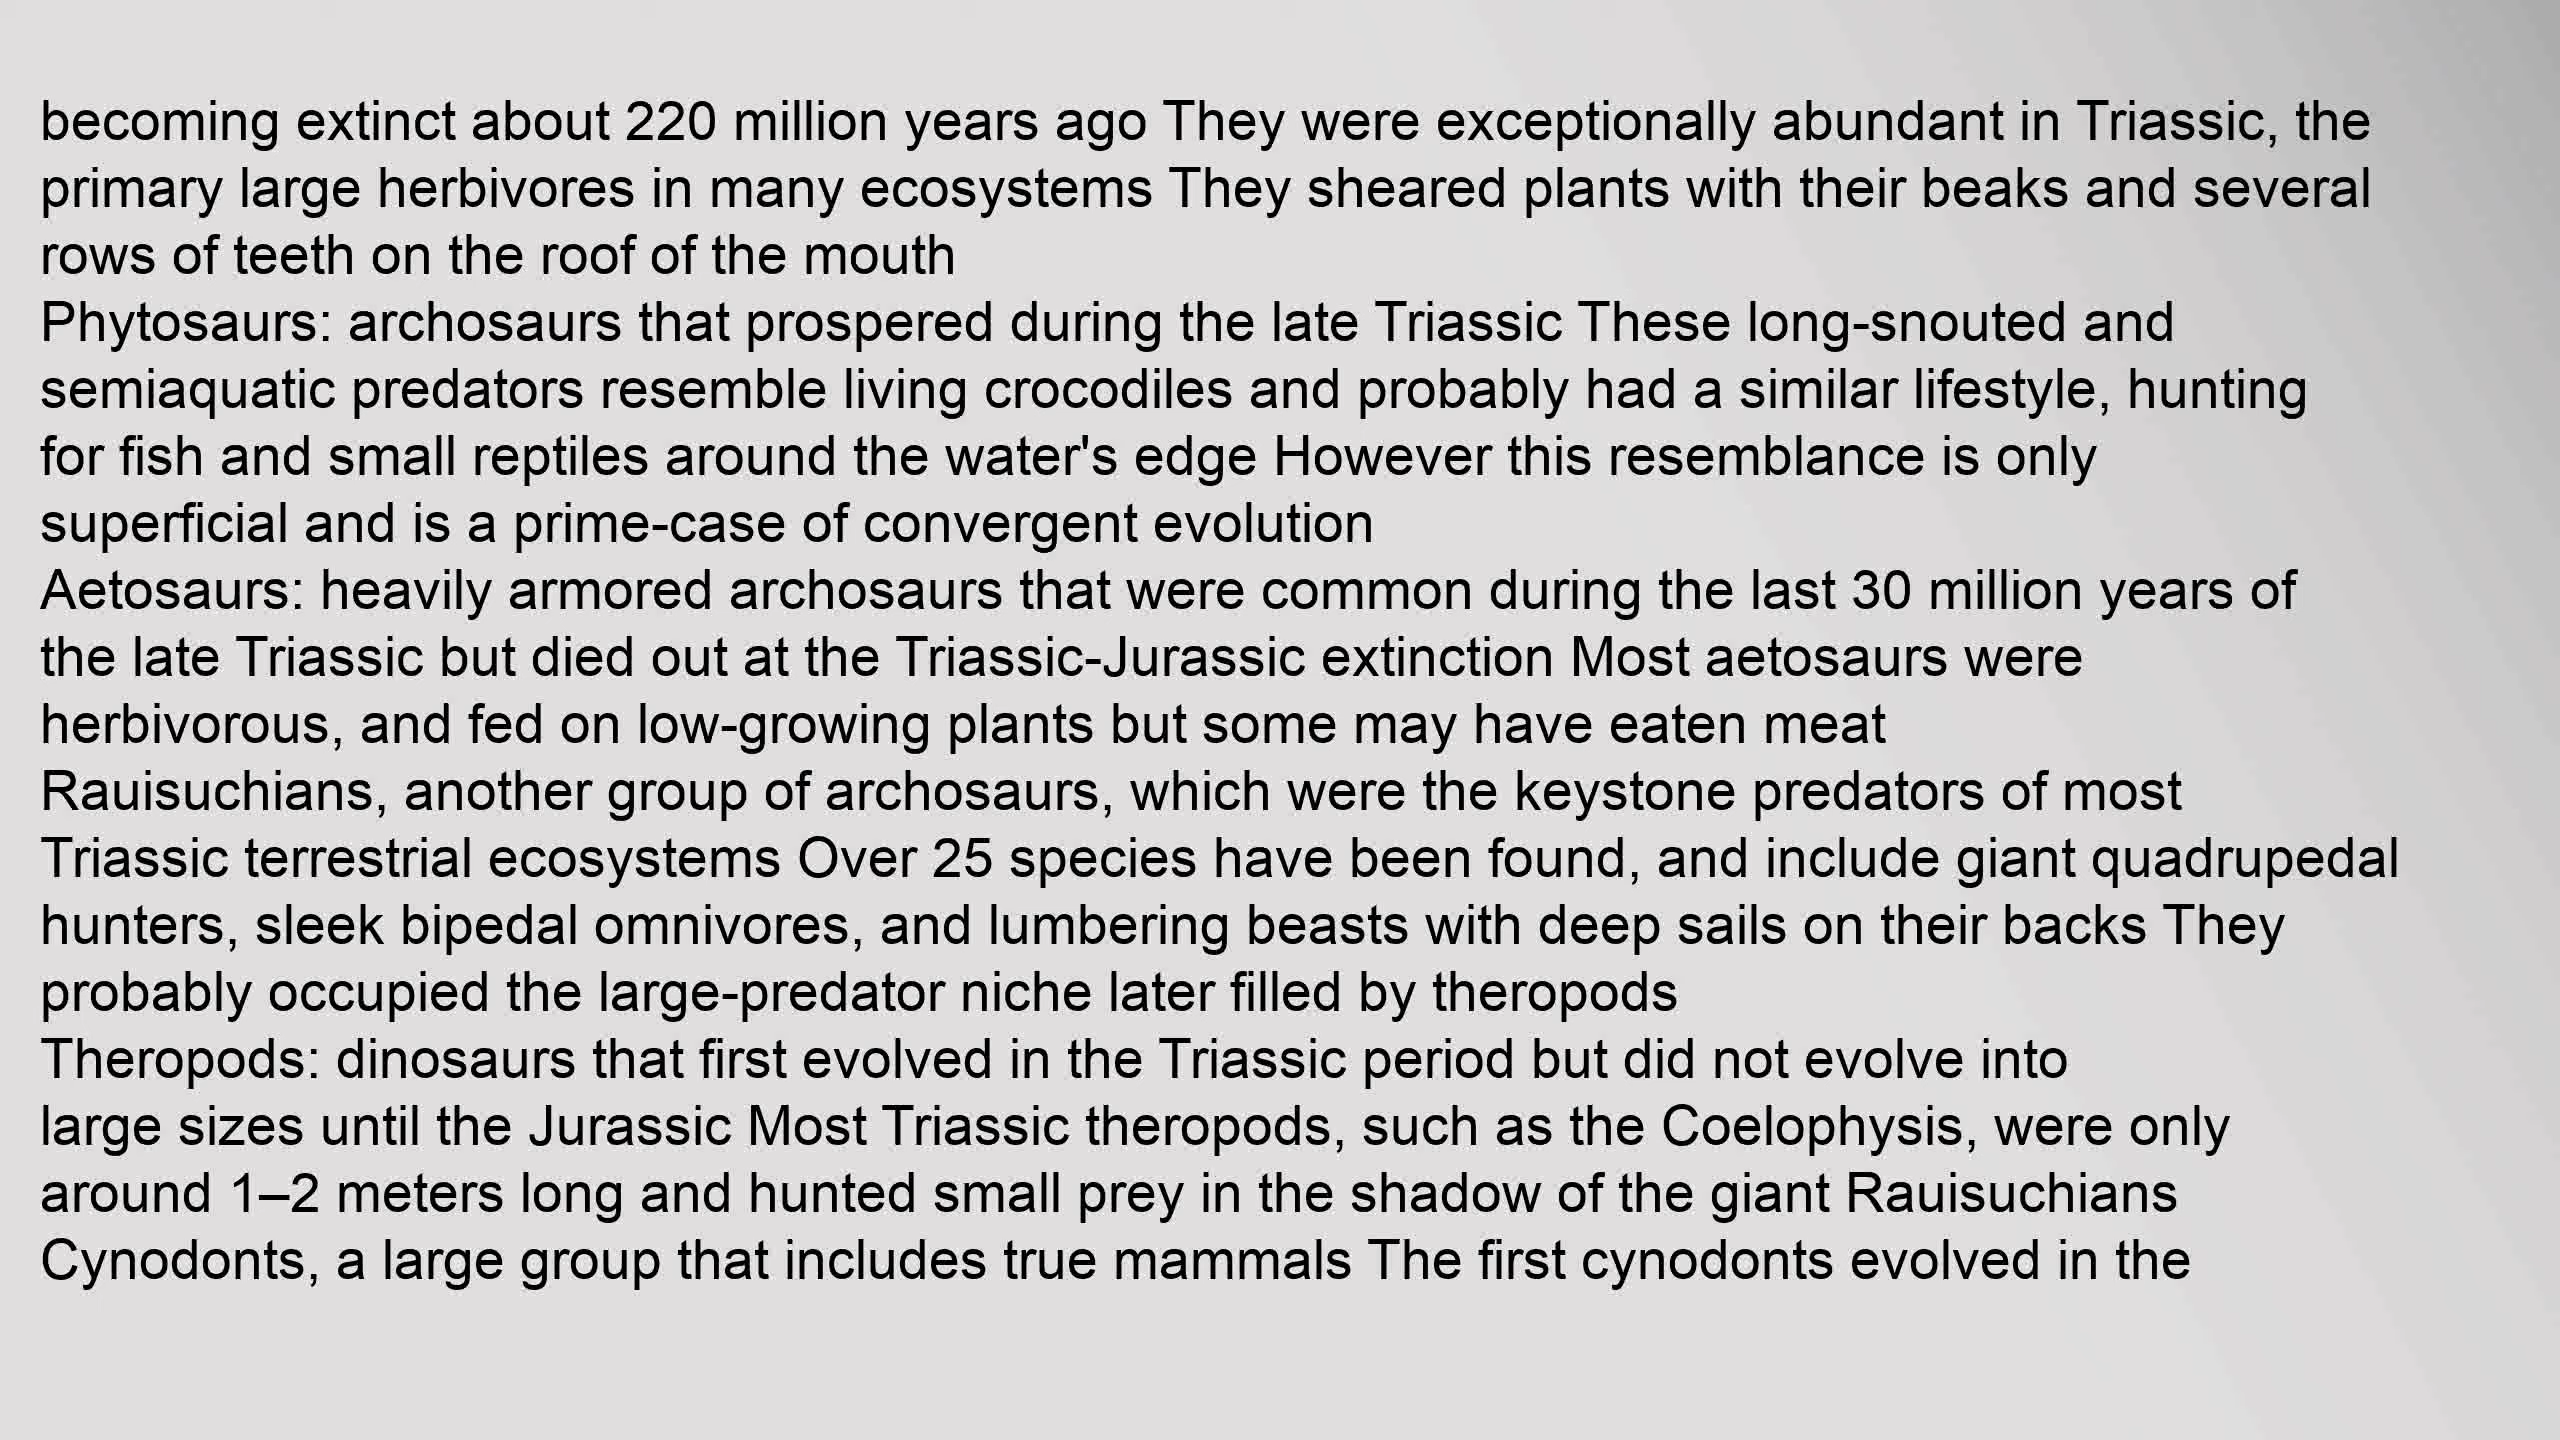 becoming extinct about 220 million years ago They were exceptionally abundant in Triassic, the
primary large herbivores in many ecosystems They sheared plants with their beaks and several
rows of teeth on the roof of the mouth
Phytosaurs: archosaurs that prospered during the late Triassic These long-snouted and
semiaquatic predators resemble living crocodiles and probably had a similar lifestyle, hunting
for fish and small reptiles around the water's edge However this resemblance is only
superficial and is a prime-case of convergent evolution
Aetosaurs: heavily armored archosaurs that were common during the last 30 million years of
the late Triassic but died out at the Triassic-Jurassic extinction Most aetosaurs were
herbivorous, and fed on low-growing plants but some may have eaten meat
Rauisuchians, another group of archosaurs, which were the keystone predators of most
Triassic terrestrial ecosystems Over 25 species have been found, and include giant quadrupedal
hunters, sleek bipedal omnivores, and lumbering beasts with deep sails on their backs They
probably occupied the large-predator niche later filled by theropods
Theropods: dinosaurs that first evolved in the Triassic period but did not evolve into
large sizes until the Jurassic Most Triassic theropods, such as the Coelophysis, were only
around 1–2 meters long and hunted small prey in the shadow of the giant Rauisuchians
Cynodonts, a large group that includes true mammals The first cynodonts evolved in the